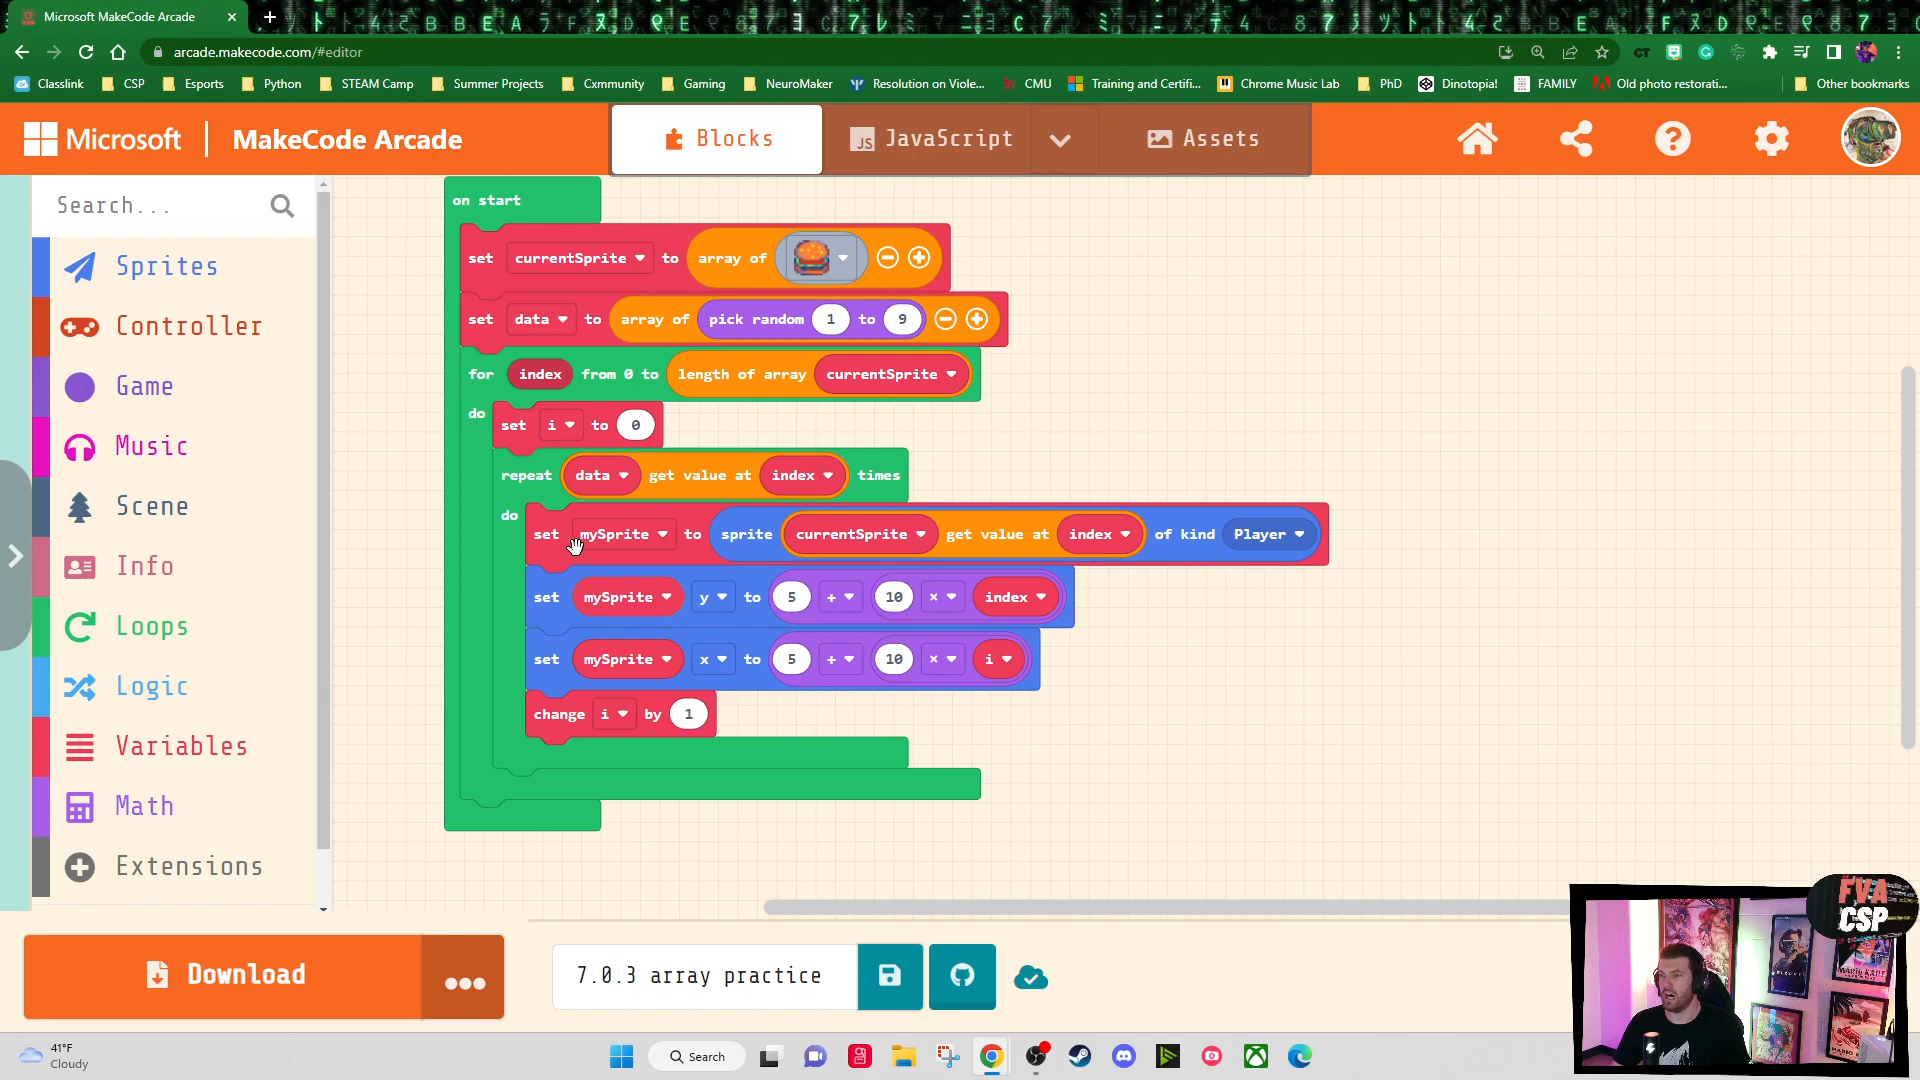 Microsoft MakeCode Arcade
arcade.makecode.com/#editor
Classlink CSP Esports Python STEAM Camp Summer Projects Cxmmunity Gaming NeuroMaker Resolution on Viole... CMU Training and Certifi... Chrome Music Lab PhD Dinotopia! FAMILY Old photo restorati... Other bookmarks
Microsoft MakeCode Arcade Blocks JS JavaScript Assets
Search...
Sprites
Controller
Game
Music
Scene
Info
Loops
Logic
Variables
Math
Extensions
on start
set currentSprite to array of
set data to array of pick random 1 to 9
for index from 0 to length of array currentSprite
do set i to 0
repeat data get value at index times
do set mySprite to sprite currentSprite get value at index of kind Player
set mySprite y to 5 + 10 × index
set mySprite x to 5 + 10 × i
change i by 1
Download
7.0.3 array practice
FVA
CSP
41°F
Cloudy
Search